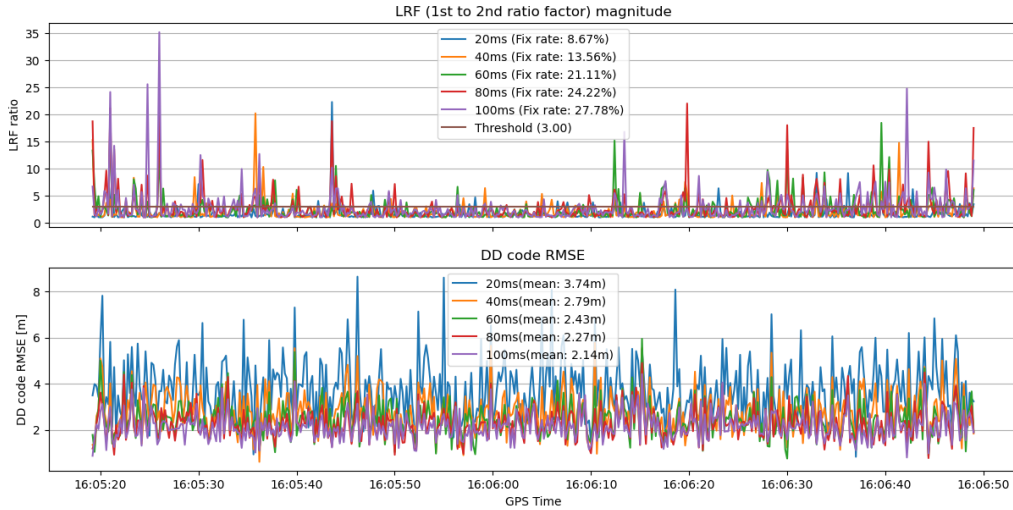 LRF (1st to 2nd ratio factor) magnitude
LRF ratio
35
30
25
20
15
10
5
0
20ms (Fix rate: 8.67%)
40ms (Fix rate: 13.56%)
60ms (Fix rate: 21.11%)
80ms (Fix rate: 24.22%)
100ms (Fix rate: 27.78%)
Threshold (3.00)
DD code RMSE
DD code RMSE [m]
8
6
4
2
20ms(mean: 3.74m)
40ms(mean: 2.79m)
60ms(mean: 2.43m)
80ms(mean: 2.27m)
100ms(mean: 2.14m)
16:05:20 16:05:30 16:05:40 16:05:50 16:06:00 16:06:10 16:06:20 16:06:30 16:06:40 16:06:50
GPS Time